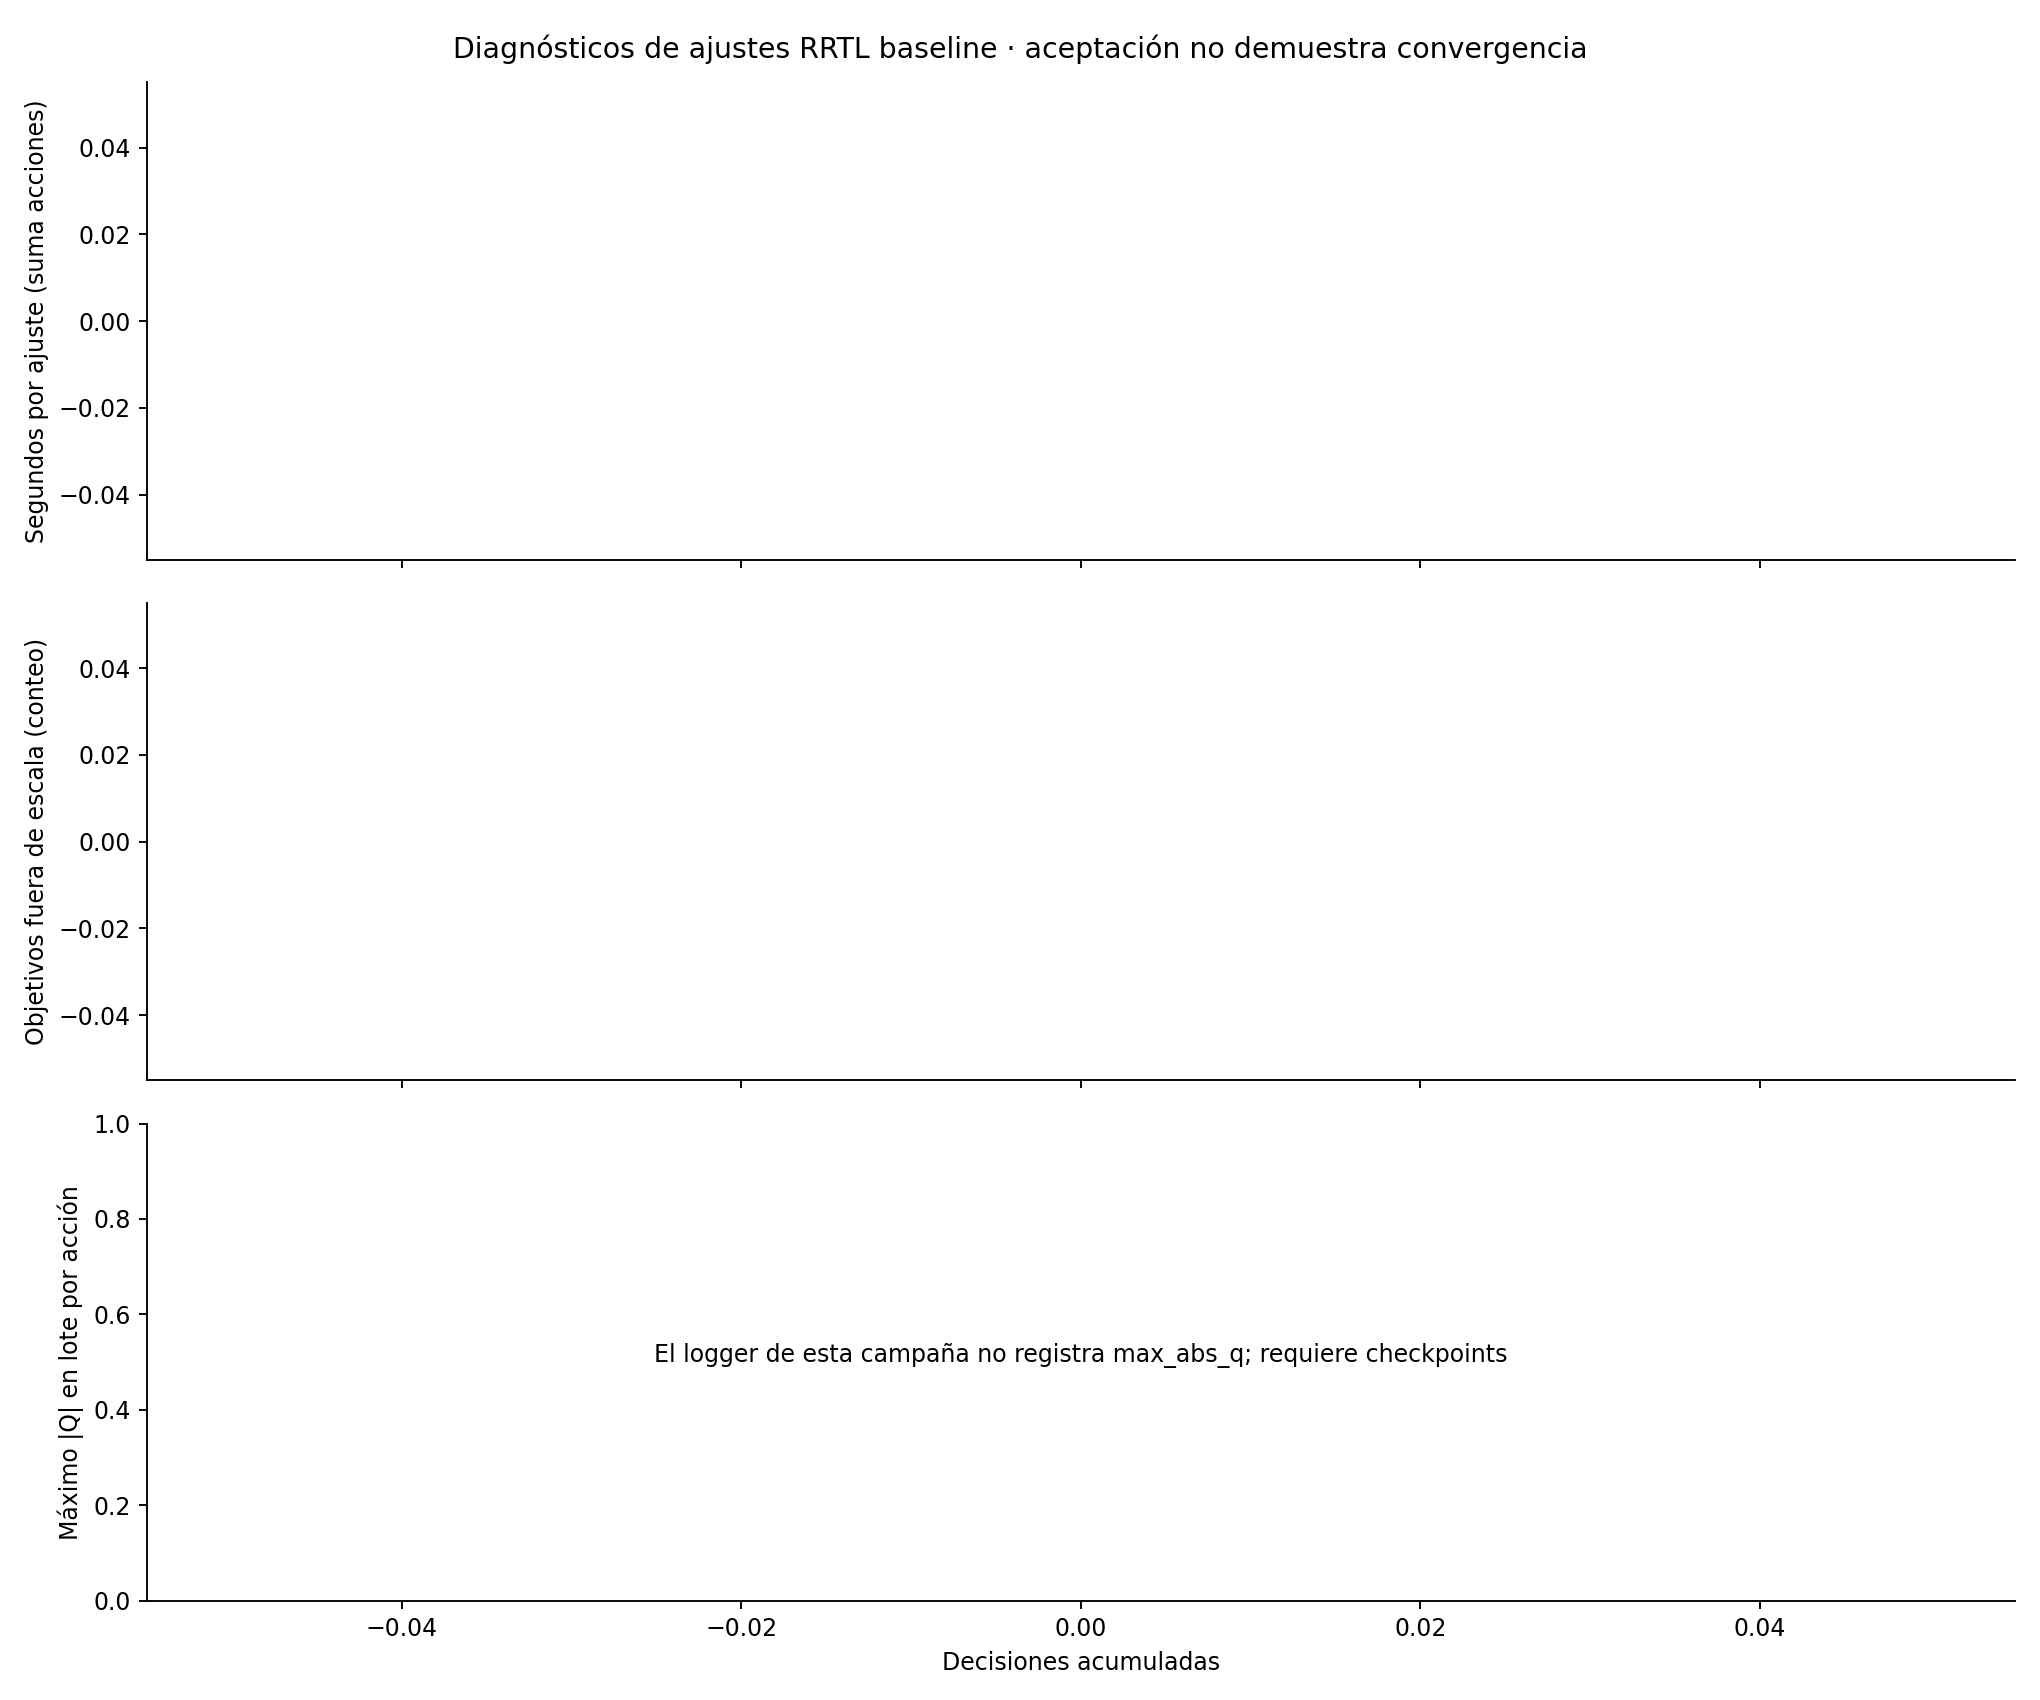 Diagnósticos de ajustes RRTL baseline · aceptación no demuestra convergencia
Segundos por ajuste (suma acciones)
0.04
0.02
0.00
−0.02
−0.04
Objetivos fuera de escala (conteo)
0.04
0.02
0.00
−0.02
−0.04
Máximo |Q| en lote por acción
1.0
0.8
0.6
0.4
0.2
0.0
El logger de esta campaña no registra max_abs_q; requiere checkpoints
−0.04 −0.02 0.00 0.02 0.04
Decisiones acumuladas